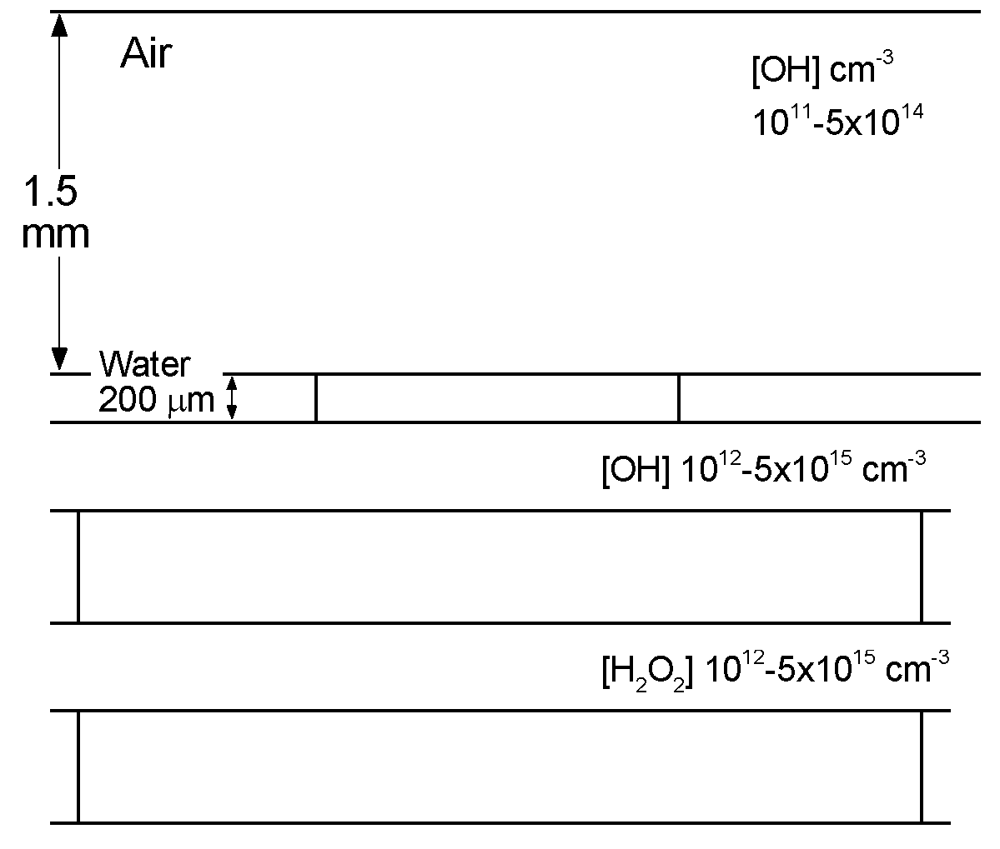 Air
[OH] cm⁻³
10¹¹-5x10¹⁴
1.5
mm
Water
200 μm
[OH] 10¹²-5x10¹⁵ cm⁻³
[H₂O₂] 10¹²-5x10¹⁵ cm⁻³